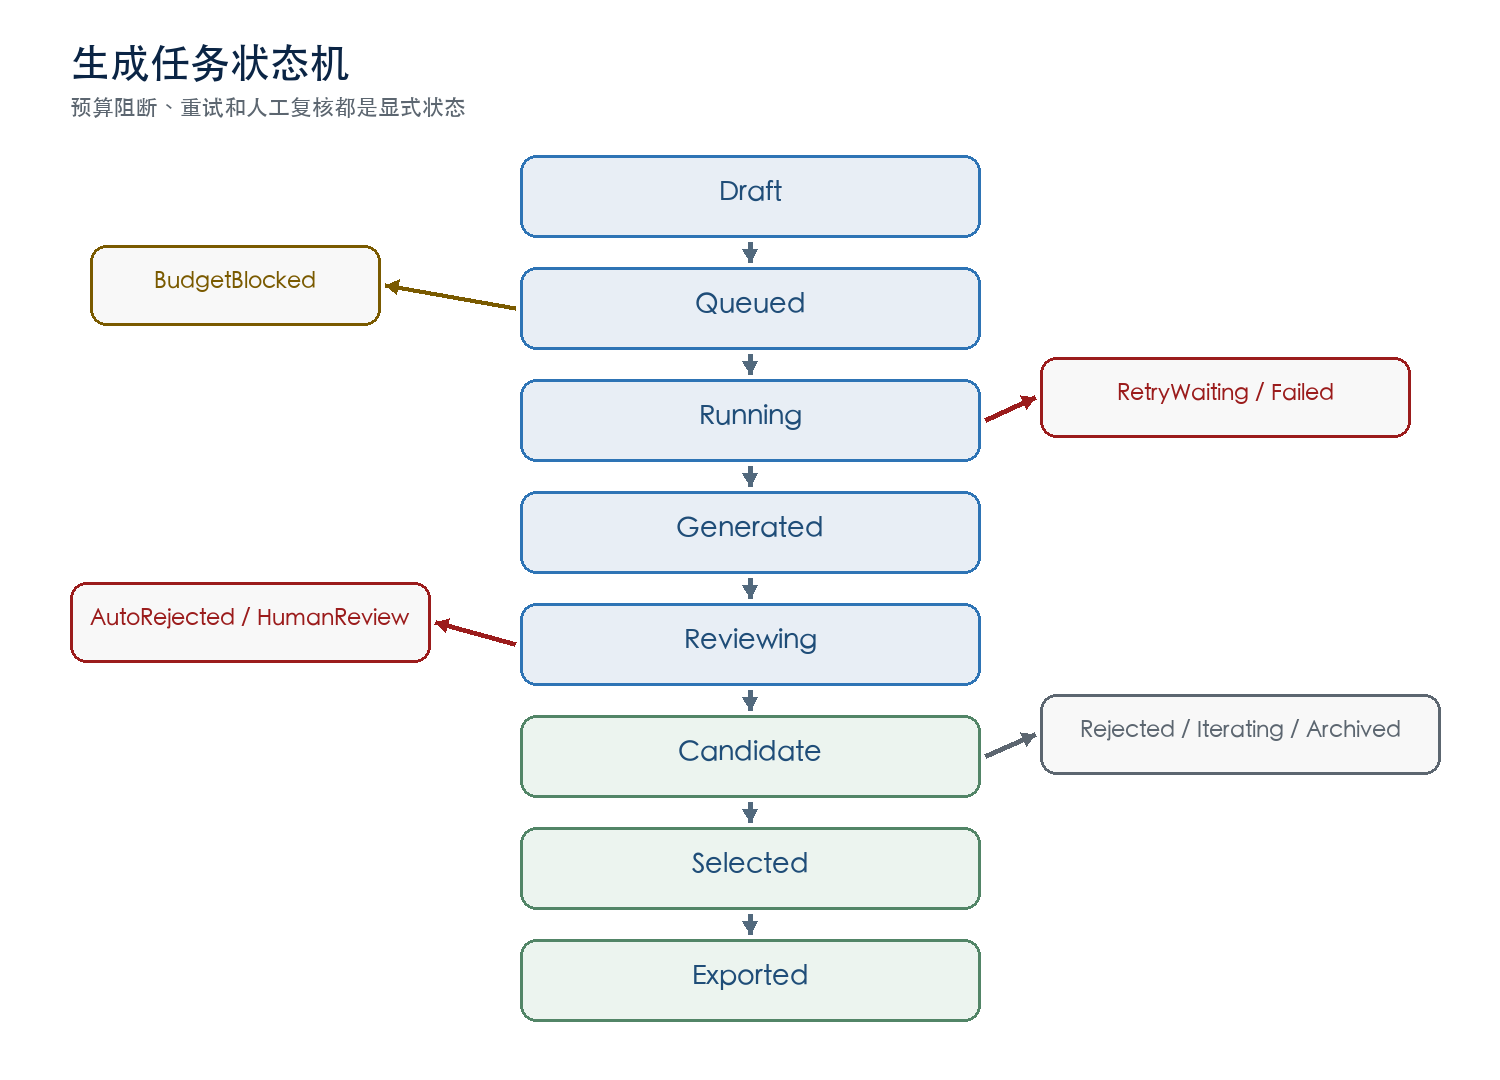 生成任务状态机
预算阻断、重试和人工复核都是显式状态
Draft
BudgetBlocked
Queued
Running
RetryWaiting / Failed
Generated
AutoRejected / HumanReview
Reviewing
Candidate
Rejected / Iterating / Archived
Selected
Exported